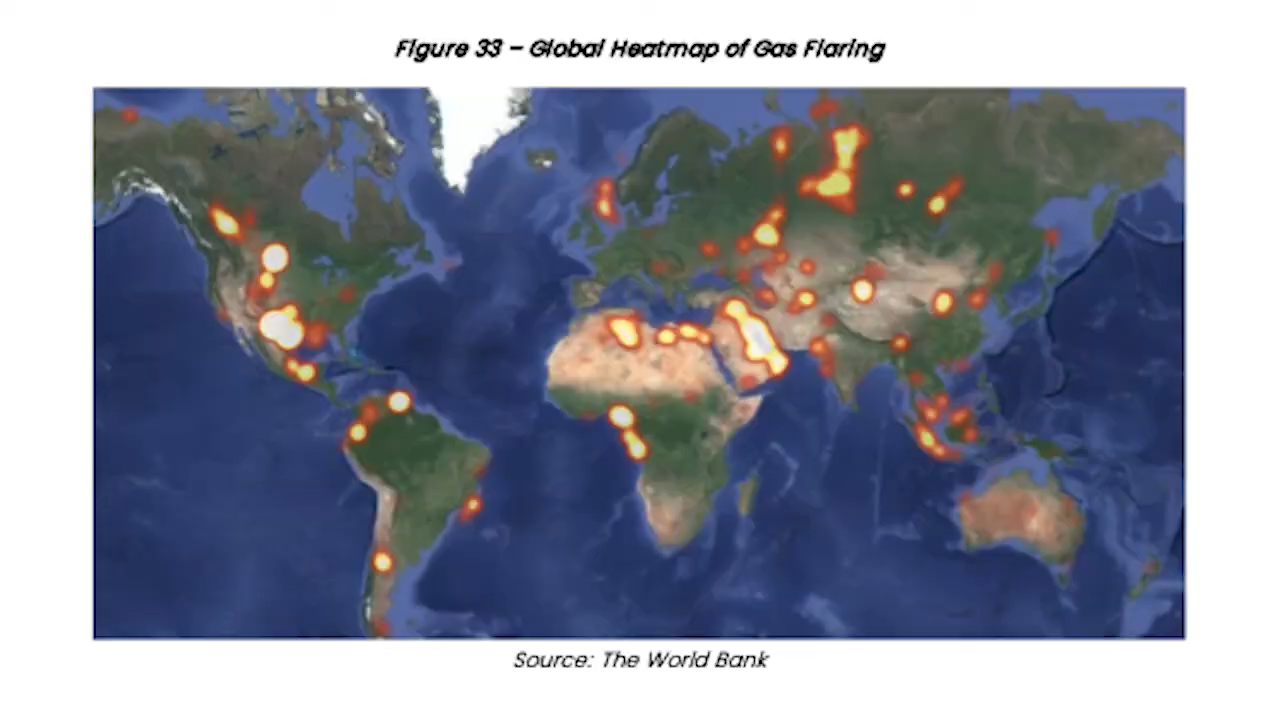 Figure 33 – Global Heatmap of Gas Flaring
Source: The World Bank